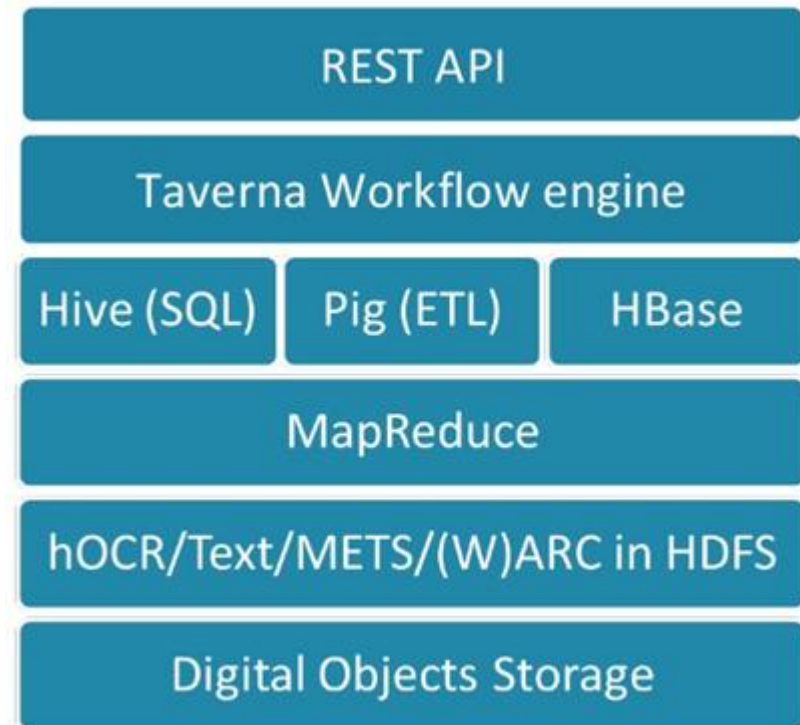 REST API
Taverna Workflow engine
Hive (SQL) Pig (ETL) HBase
MapReduce
hOCR/Text/METS/(W)ARC in HDFS
Digital Objects Storage